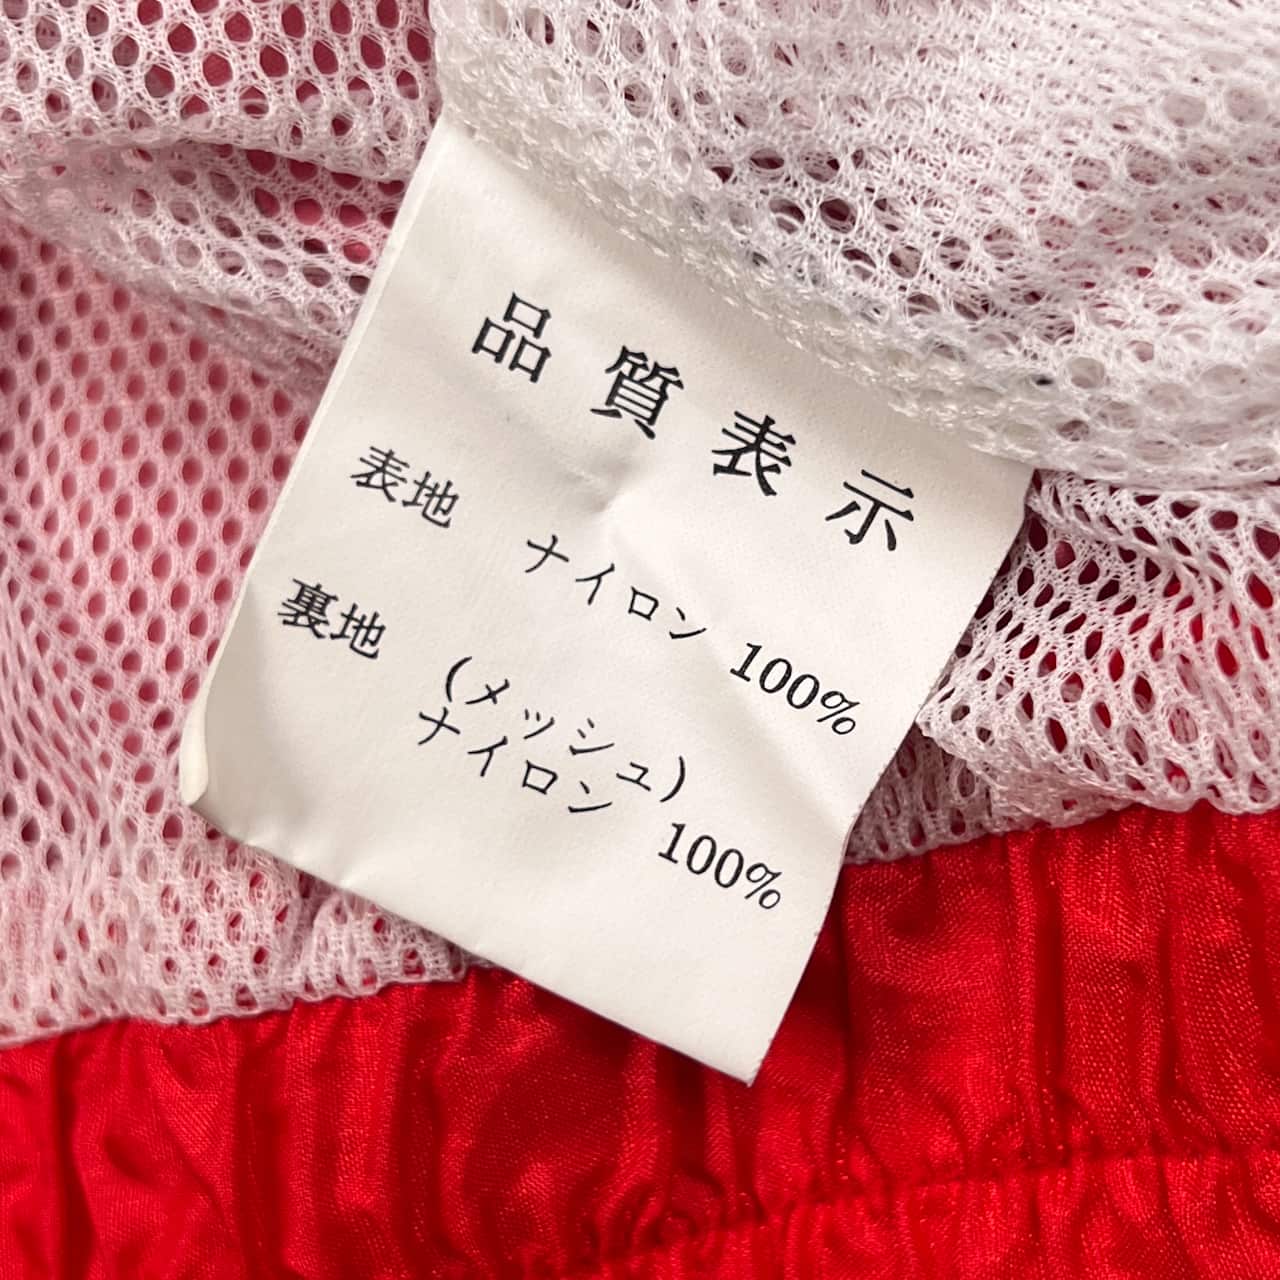 品質表示
表地 ナイロン 100%
裏地 (メッシュ)
ナイロン 100%